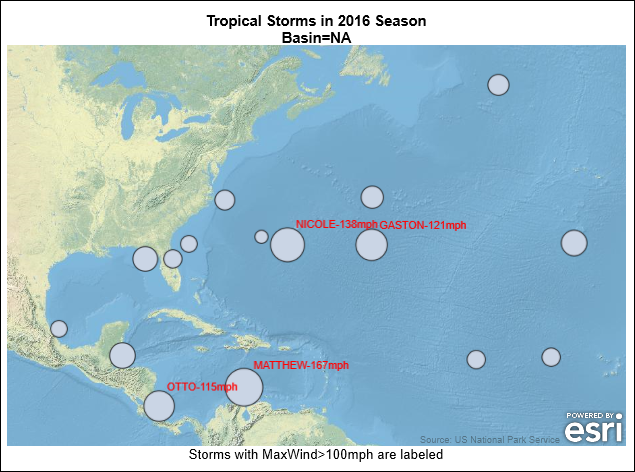 Tropical Storms in 2016 Season
Basin=NA
NICOLE-138mph
GASTON-121mph
MATTHEW-167mph
OTTO-115mph
POWERED BY
esri
Source: US National Park Service
Storms with MaxWind>100mph are labeled